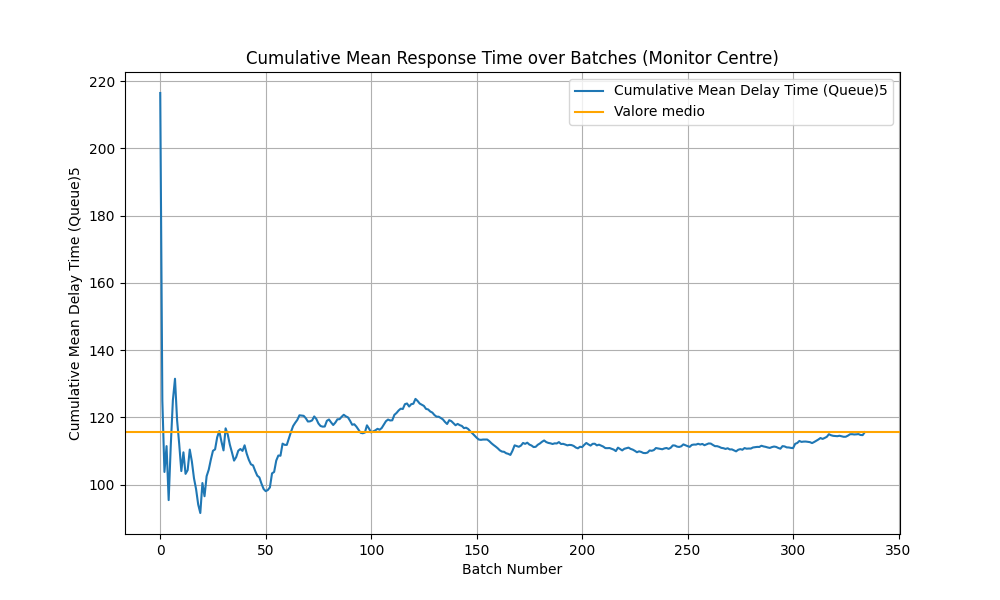 Cumulative Mean Response Time over Batches (Monitor Centre)
Cumulative Mean Delay Time (Queue)5
Valore medio
Cumulative Mean Delay Time (Queue)5
220
200
180
160
140
120
100
0 50 100 150 200 250 300 350
Batch Number